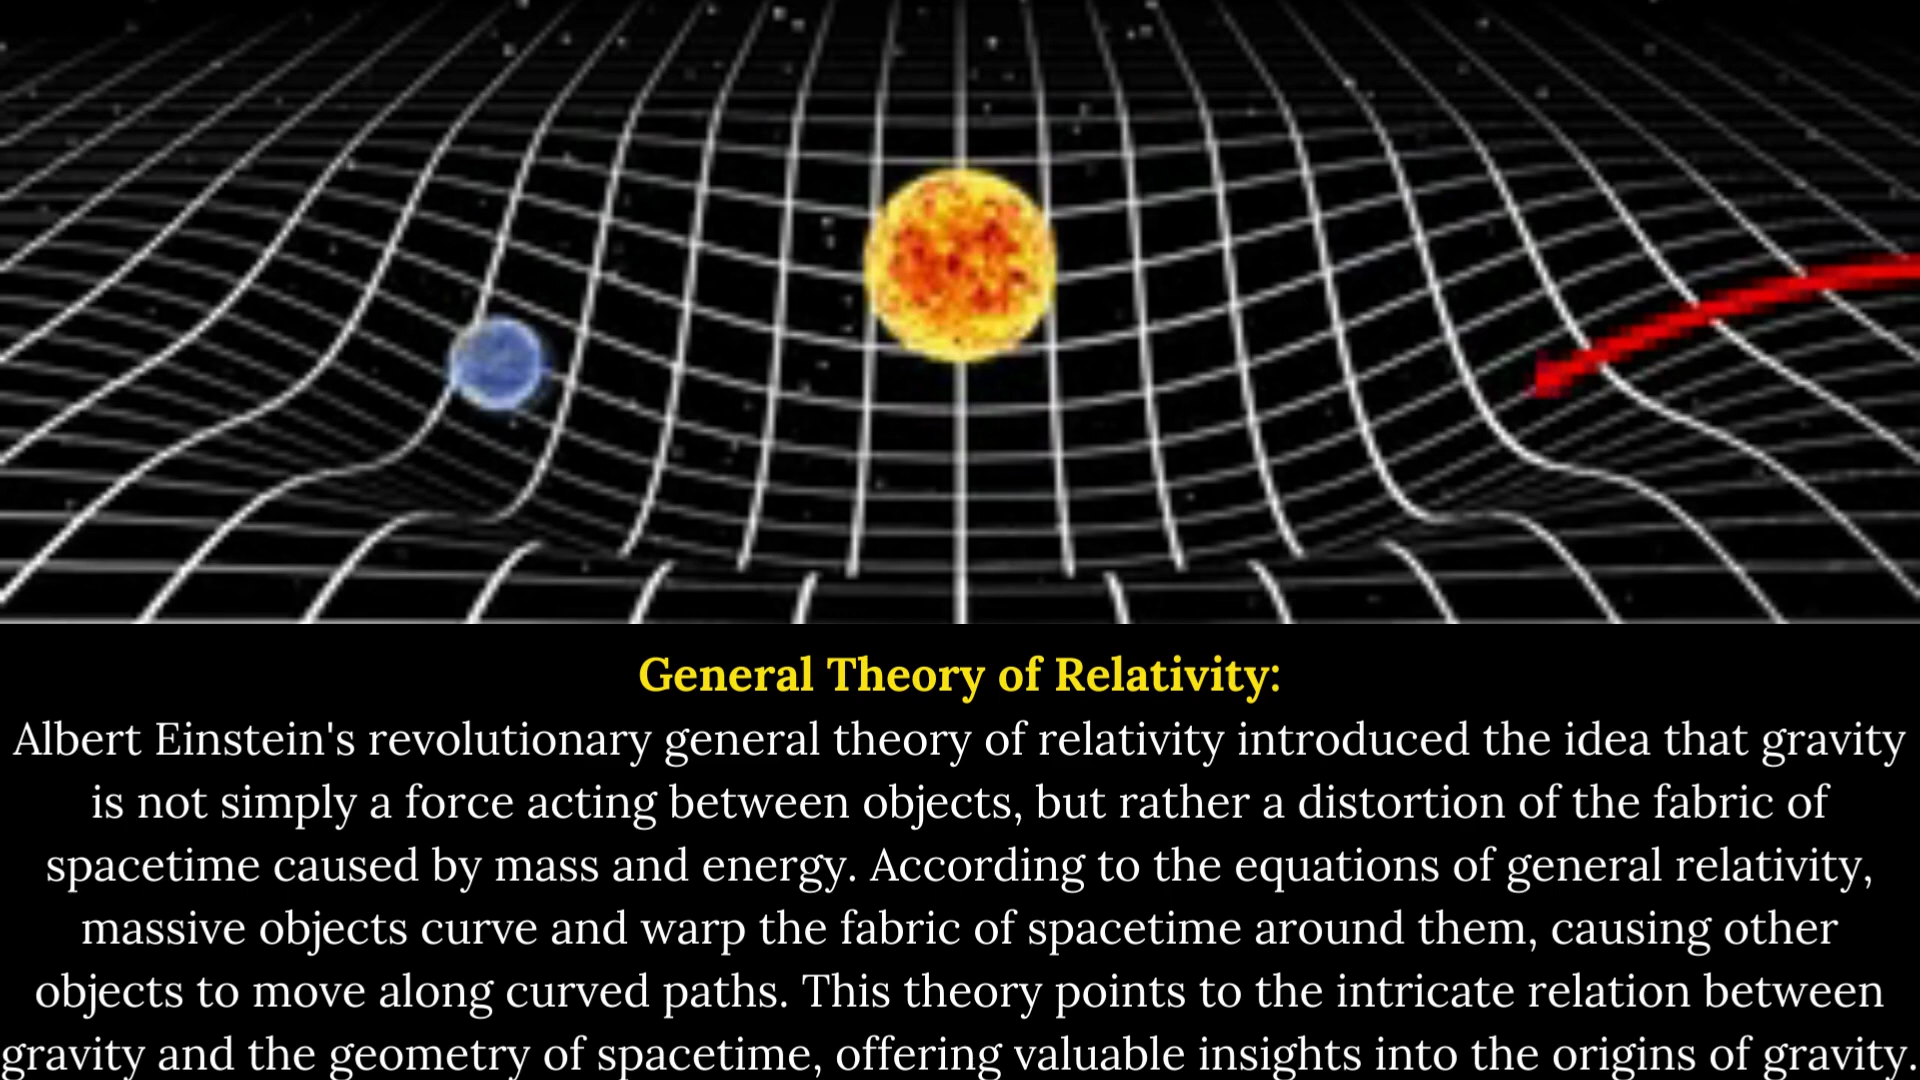 General Theory of Relativity:
Albert Einstein's revolutionary general theory of relativity introduced the idea that gravity
is not simply a force acting between objects, but rather a distortion of the fabric of
spacetime caused by mass and energy. According to the equations of general relativity,
massive objects curve and warp the fabric of spacetime around them, causing other
objects to move along curved paths. This theory points to the intricate relation between
gravity and the geometry of spacetime, offering valuable insights into the origins of gravity.